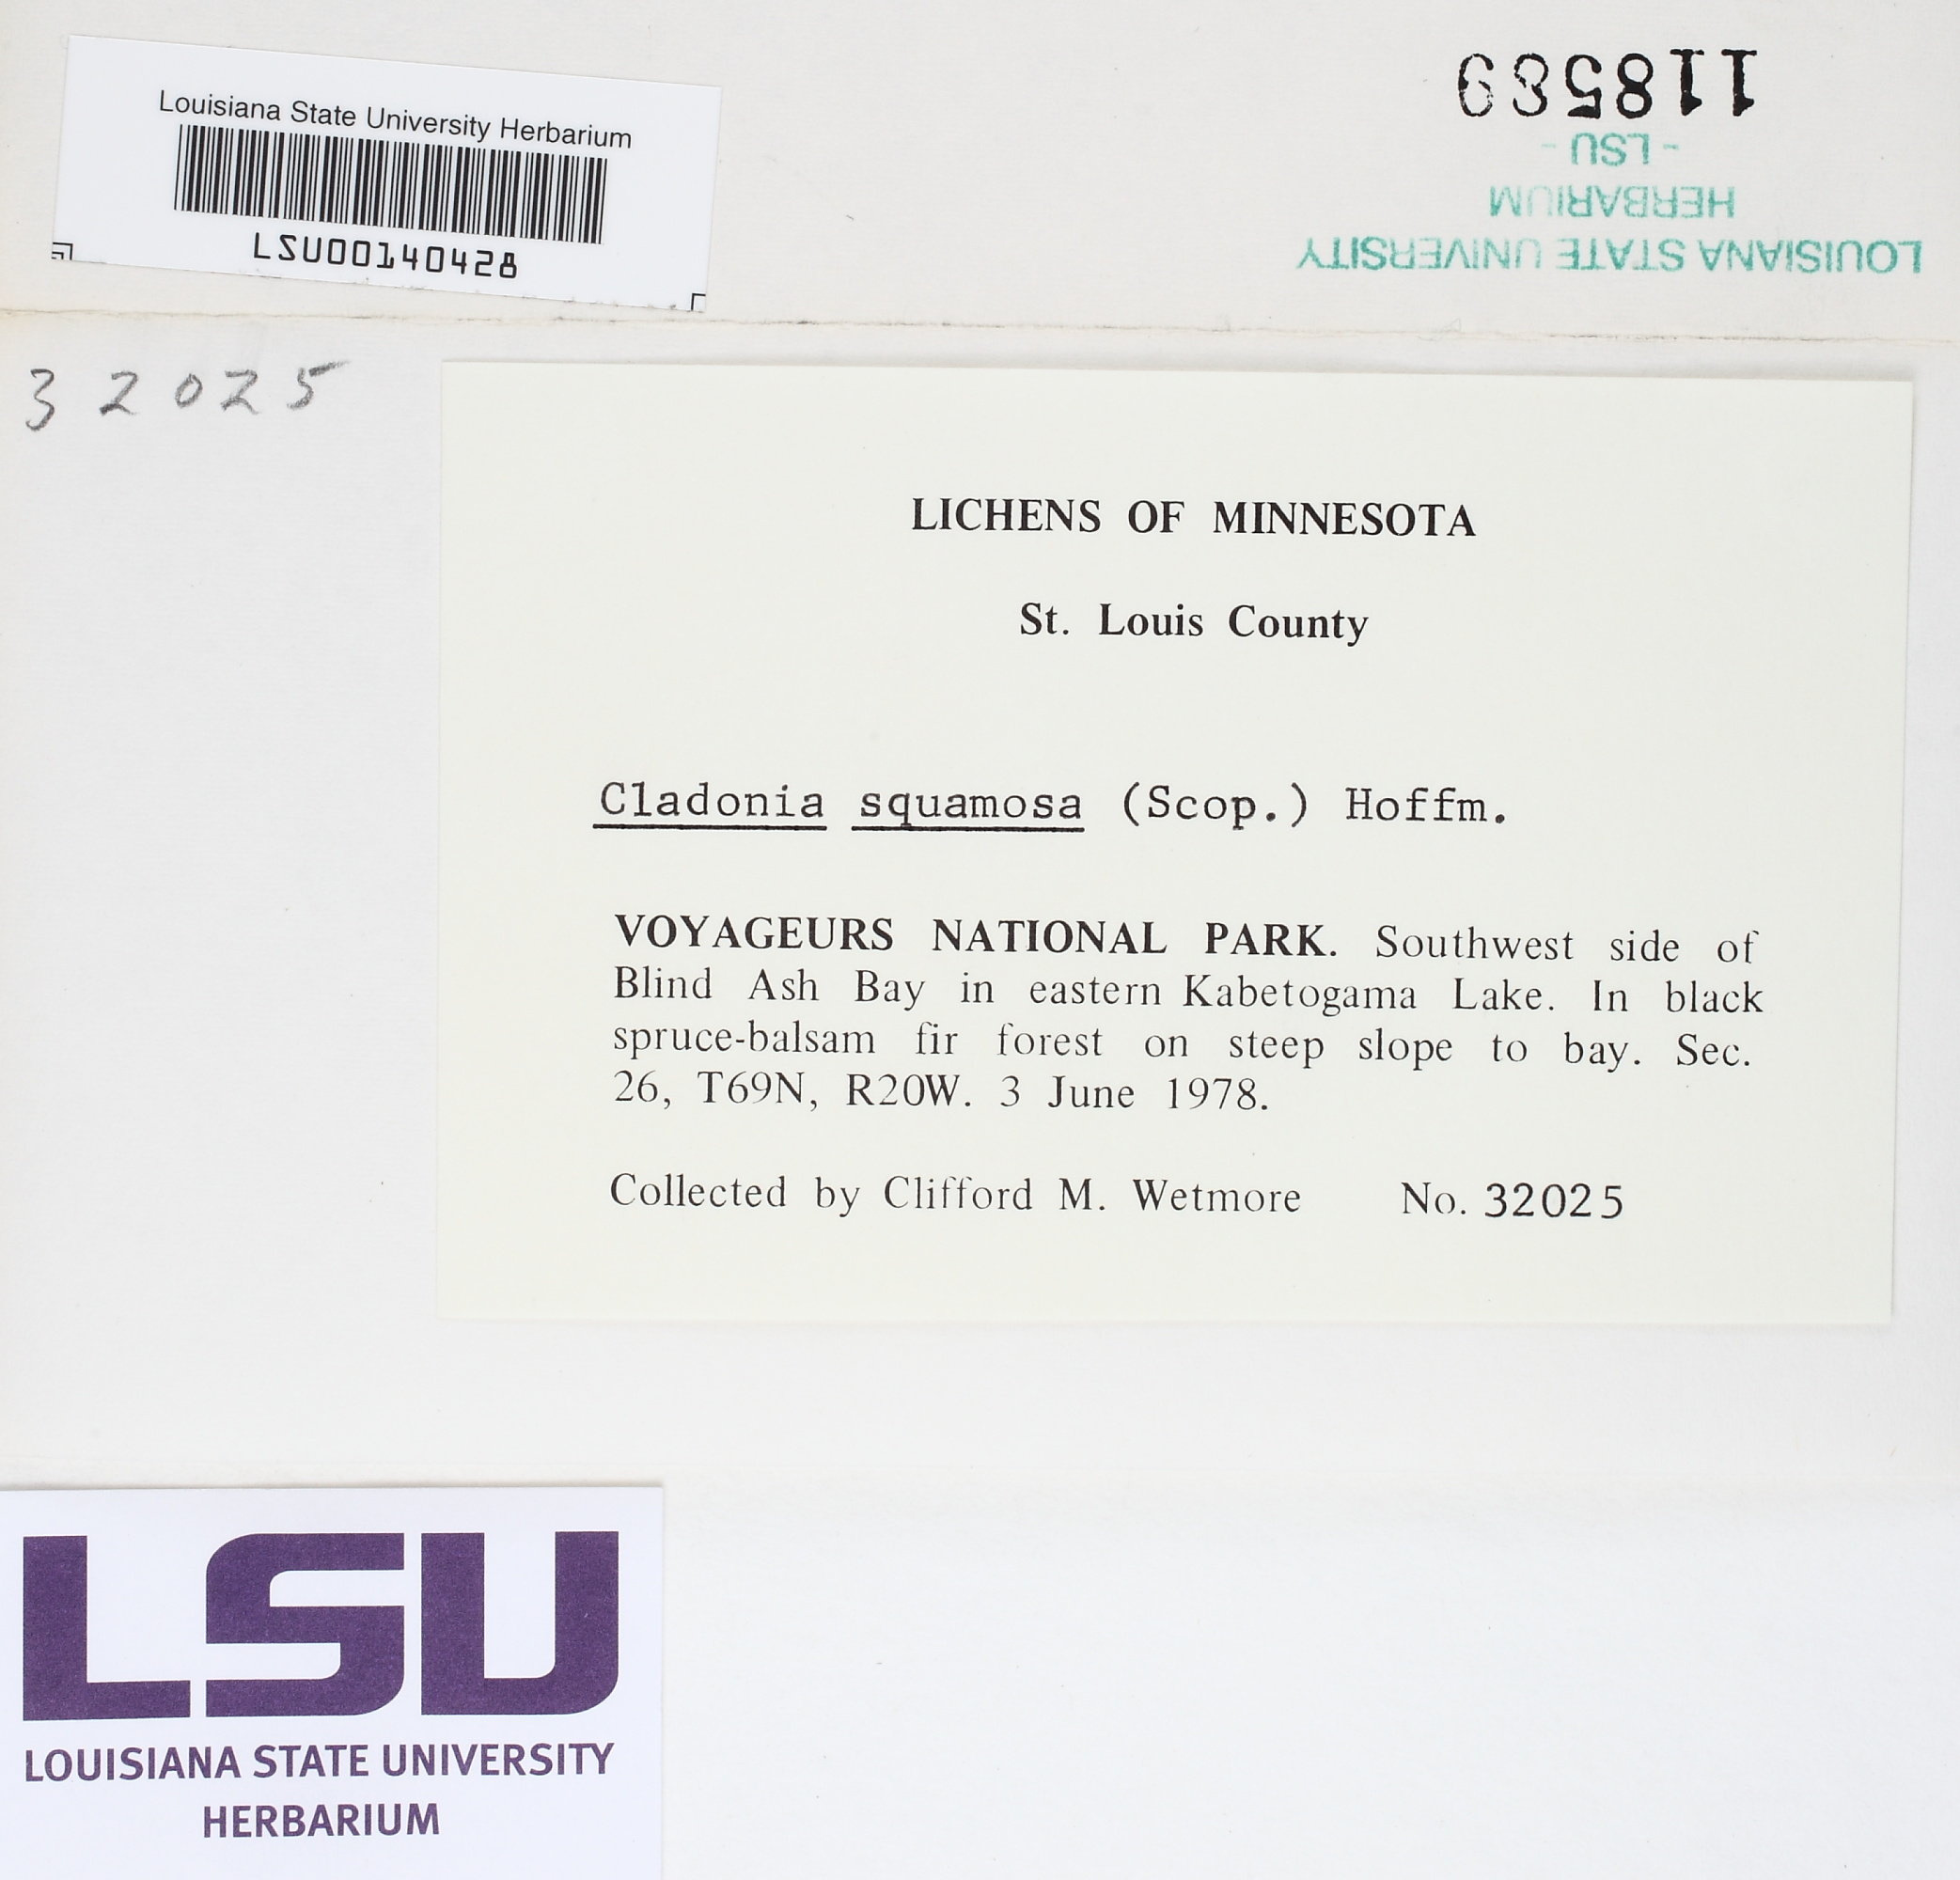 Louisiana State University Herbarium
LSU00140428
LOUISIANA STATE UNIVERSITY
HERBARIUM
- LSU -
32025
LICHENS OF MINNESOTA
St. Louis County
Cladonia squamosa (Scop.) Hoffm.
VOYAGEURS NATIONAL PARK. Southwest side of
Blind Ash Bay in eastern Kabetogama Lake. In black
spruce-balsam fir forest on steep slope to bay. Sec.
26, T69N, R20W. 3 June 1978.
Collected by Clifford M. Wetmore No. 32025
LSU
LOUISIANA STATE UNIVERSITY
HERBARIUM